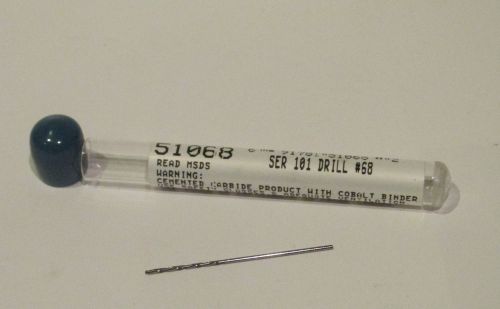 51068
SER 101 DRILL #68
READ MSDS
WARNING:
CEMENTED CARBIDE PRODUCT WITH COBALT BINDER